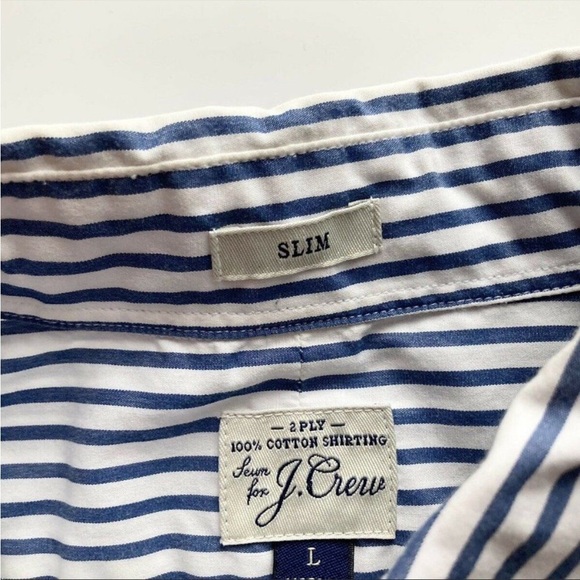 SLIM
— 2 PLY —
100% COTTON SHIRTING
Sewn for J.Crew
L